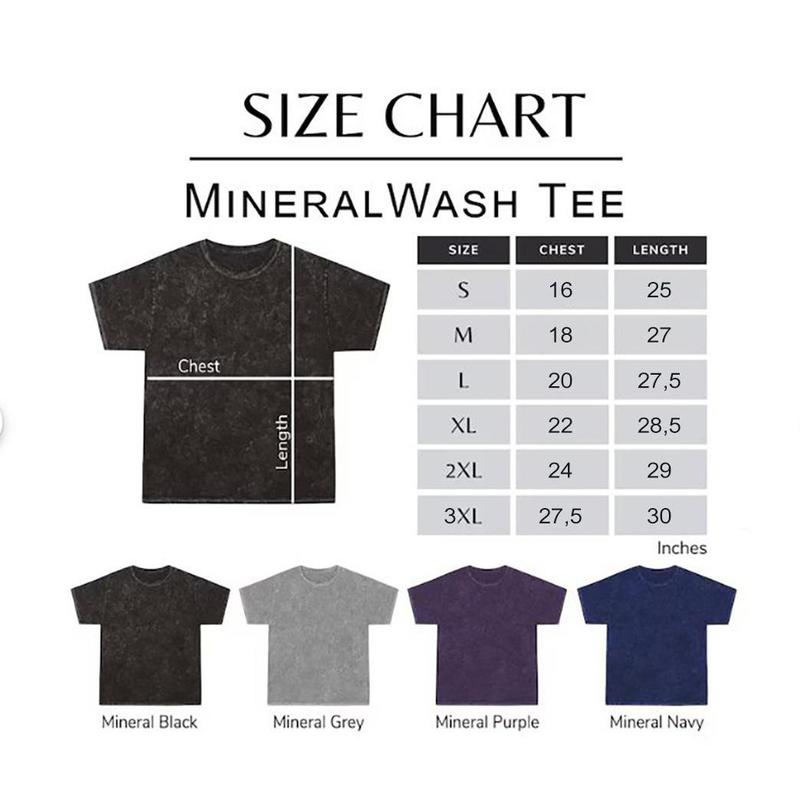 SIZE CHART
MINERALWASH TEE
Chest
Length
SIZE CHEST LENGTH
S 16 25
M 18 27
L 20 27,5
XL 22 28,5
2XL 24 29
3XL 27,5 30
Inches
Mineral Black Mineral Grey Mineral Purple Mineral Navy